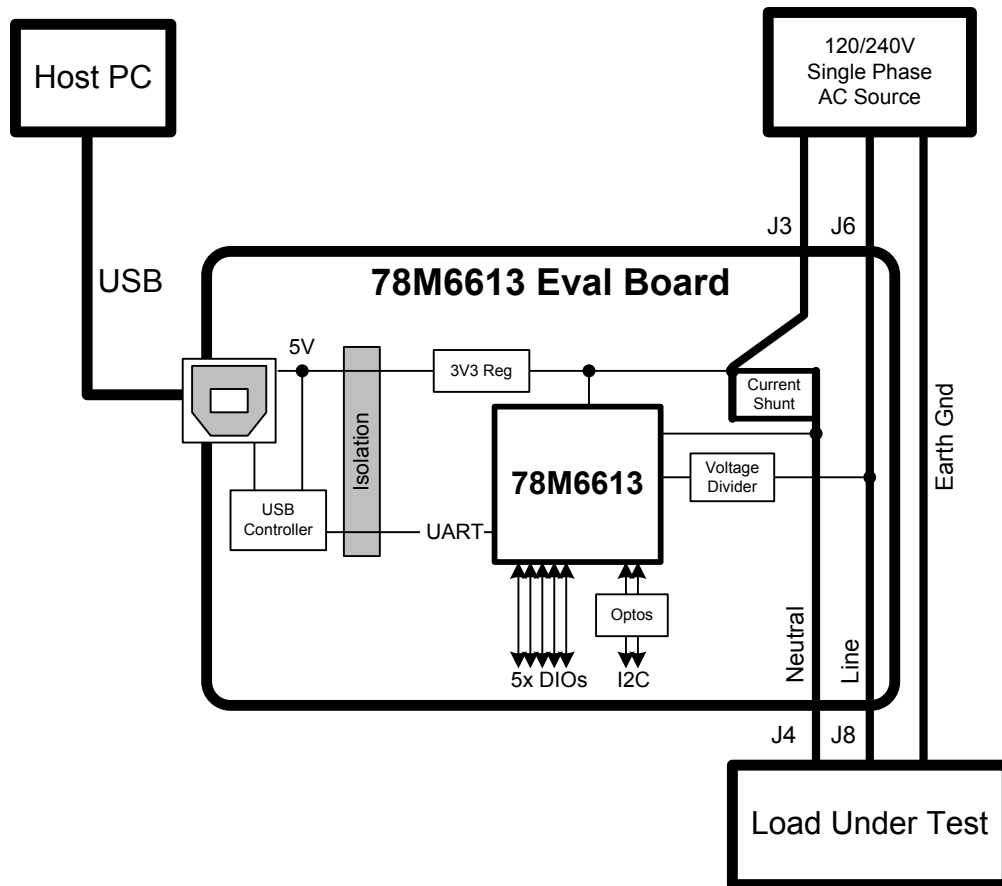 Host PC
120/240V
Single Phase
AC Source
J3
J6
USB
78M6613 Eval Board
5V
3V3 Reg
Current
Shunt
Isolation
78M6613
Voltage
Divider
Earth Gnd
USB
Controller
UART
Optos
5x DIOs
I2C
Neutral
Line
J4
J8
Load Under Test